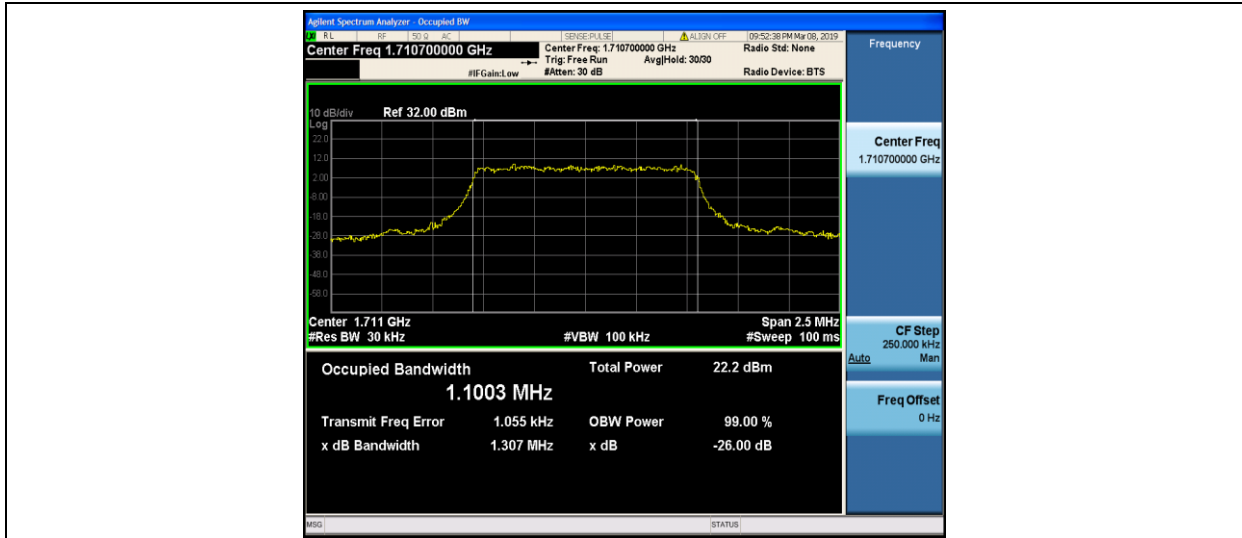 Agilent Spectrum Analyzer - Occupied BW
RL RF 50 Ω AC SENSE:PULSE ALIGN OFF 09:52:38 PM Mar 08, 2019
Center Freq 1.710700000 GHz Center Freq: 1.710700000 GHz Radio Std: None
Trig: Free Run Avg|Hold: 30/30
#IFGain:Low #Atten: 30 dB Radio Device: BTS
10 dB/div Ref 32.00 dBm
Log
22.0
12.0
2.00
-8.00
-18.0
-28.0
-38.0
-48.0
-58.0
Center 1.711 GHz Span 2.5 MHz
#Res BW 30 kHz #VBW 100 kHz #Sweep 100 ms
Occupied Bandwidth Total Power 22.2 dBm
1.1003 MHz
Transmit Freq Error 1.055 kHz OBW Power 99.00 %
x dB Bandwidth 1.307 MHz x dB -26.00 dB
MSG STATUS
Frequency
Center Freq
1.710700000 GHz
CF Step
250.000 kHz
Auto Man
Freq Offset
0 Hz